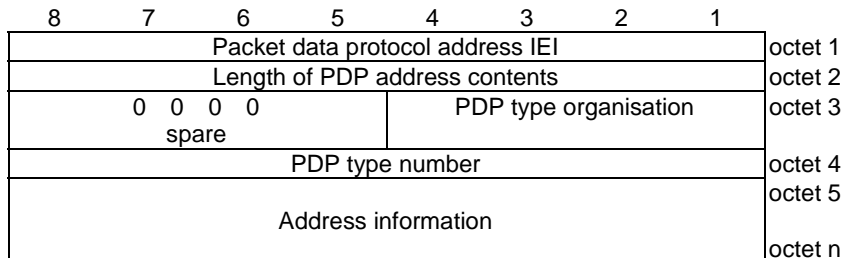 8 7 6 5 4 3 2 1
Packet data protocol address IEI octet 1
Length of PDP address contents octet 2
0 0 0 0 PDP type organisation octet 3
spare
PDP type number octet 4
octet 5
Address information
octet n